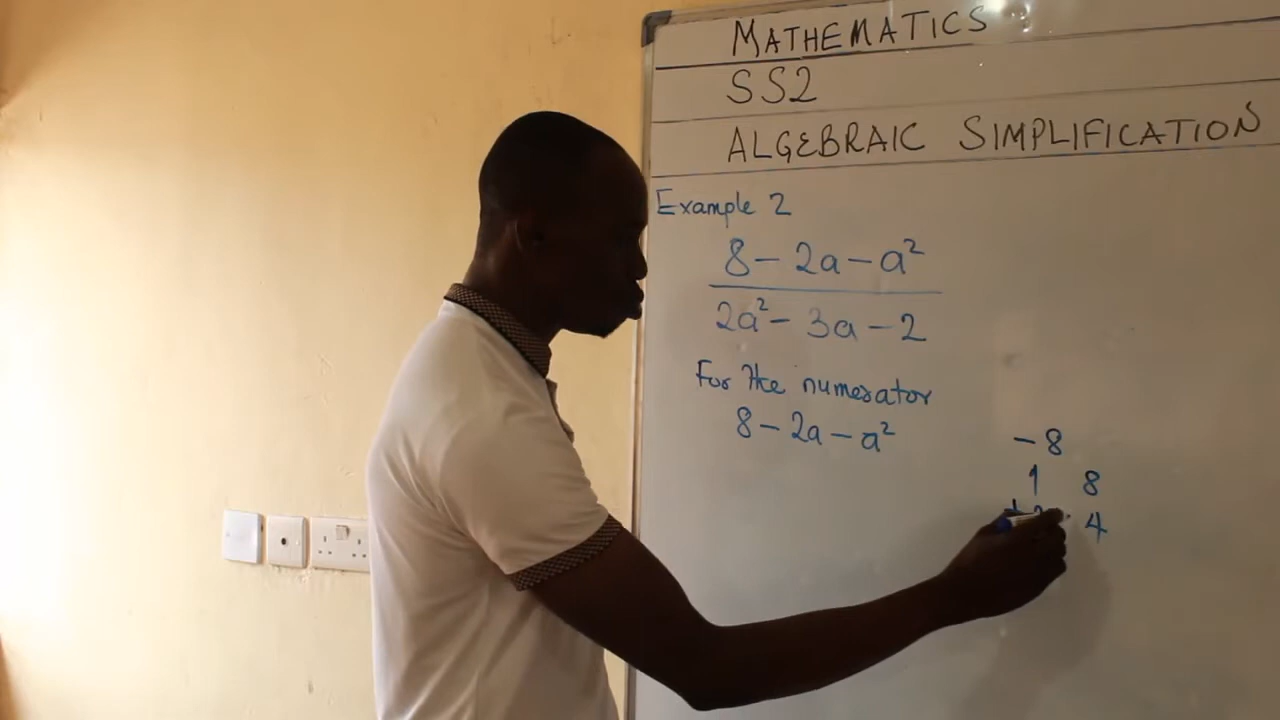 MATHEMATICS
SS2
ALGEBRAIC SIMPLIFICATION
Example 2
8 - 2a - a²
2a² - 3a - 2
For the numerator
8 - 2a - a²
- 8
1 8
+ 2 4